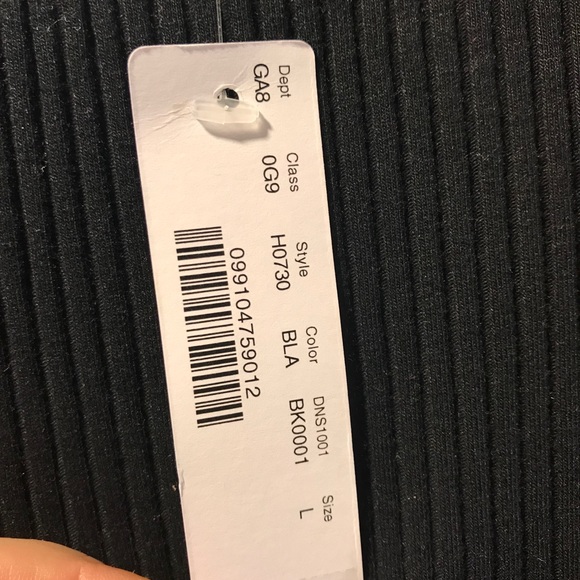 Dept Class Style Color DNS1001 Size
GA8 0G9 H0730 BLA BK0001 L
099104759012